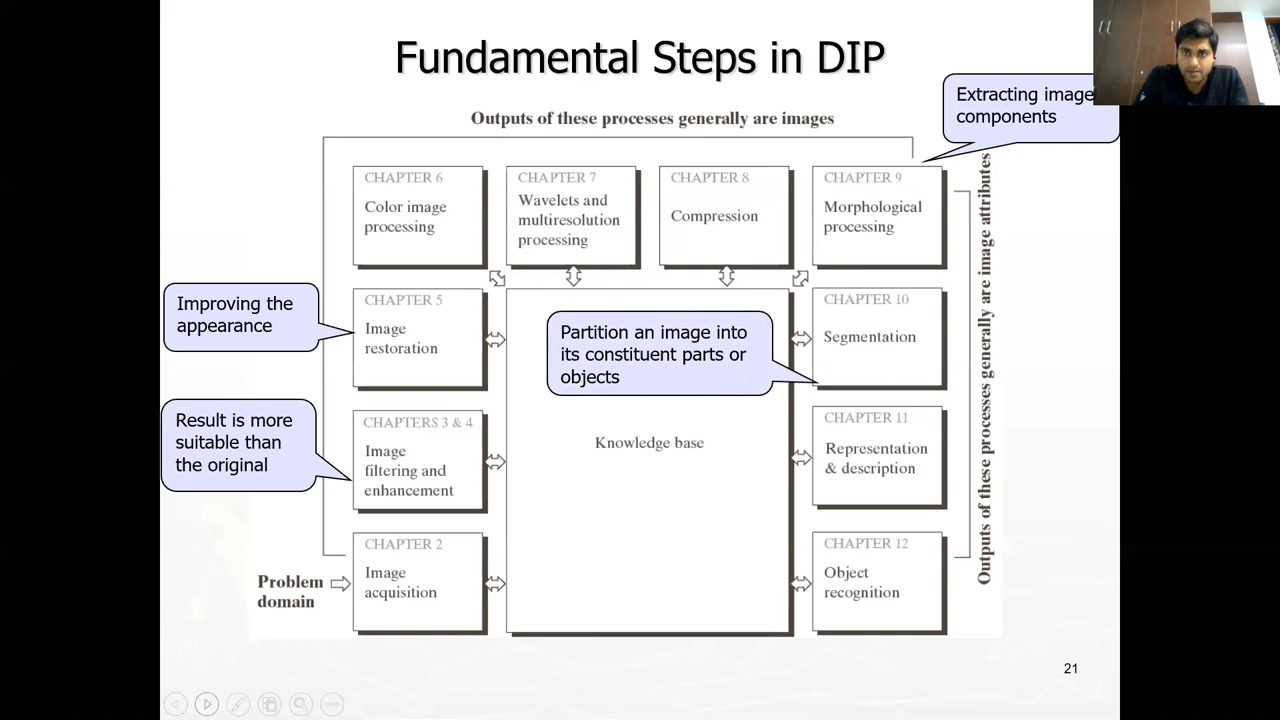 Fundamental Steps in DIP
Outputs of these processes generally are images
Extracting image
components
CHAPTER 6
Color image
processing
CHAPTER 7
Wavelets and
multiresolution
processing
CHAPTER 8
Compression
CHAPTER 9
Morphological
processing
Outputs of these processes generally are image attributes
Improving the
appearance
CHAPTER 5
Image
restoration
Partition an image into
its constituent parts or
objects
CHAPTER 10
Segmentation
Result is more
suitable than
the original
CHAPTERS 3 & 4
Image
filtering and
enhancement
Knowledge base
CHAPTER 11
Representation
& description
Problem
domain
CHAPTER 2
Image
acquisition
CHAPTER 12
Object
recognition
21